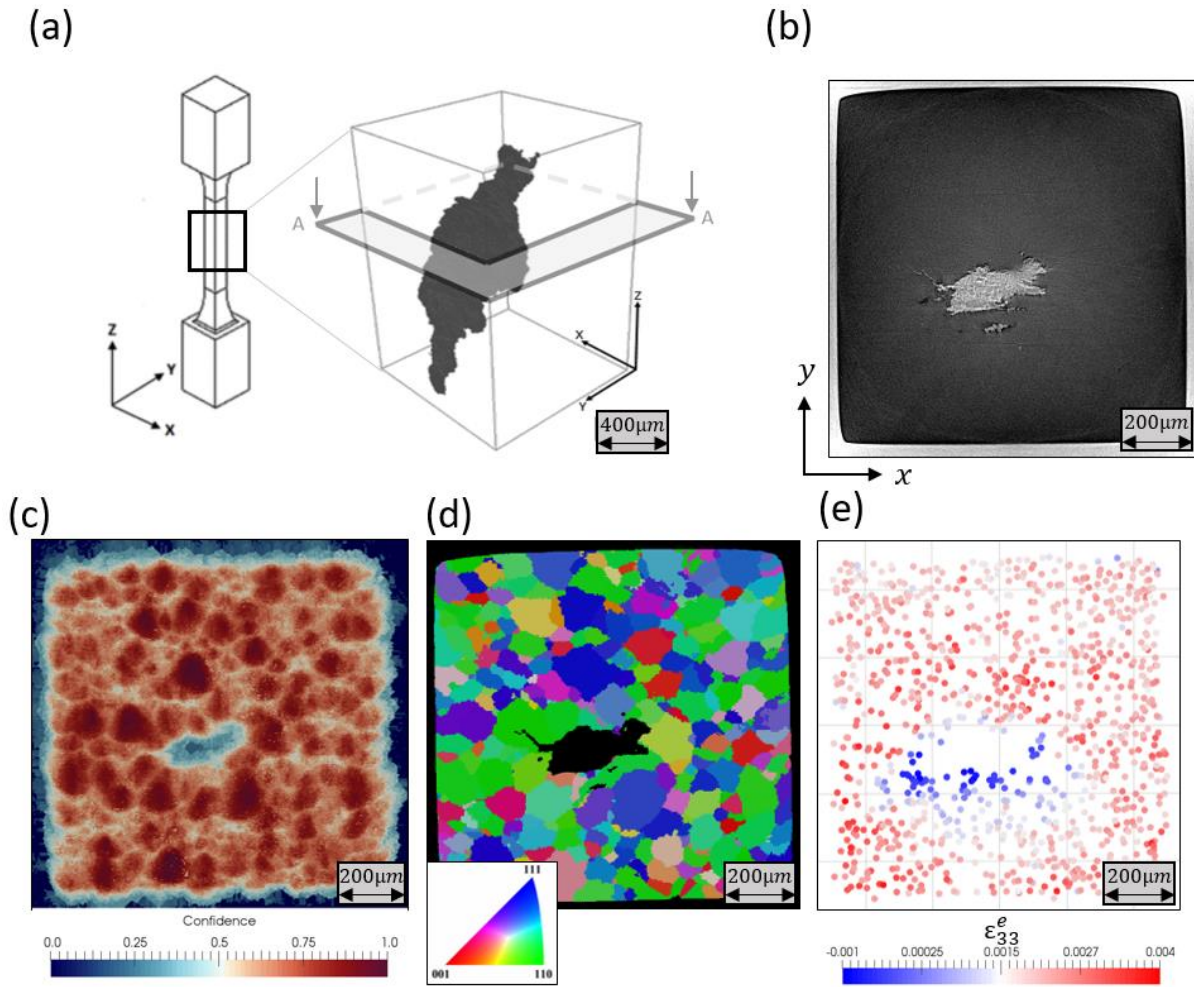 (a)
(b)
A
A
Z
Y
X
Z
X
Y
400μm
y
x
200μm
(c)
(d)
(e)
200μm
200μm
200μm
111
001
110
Confidence
0.0
0.25
0.5
0.75
1.0
ε₃₃ᵉ
-0.001
0.00025
0.0015
0.0027
0.004